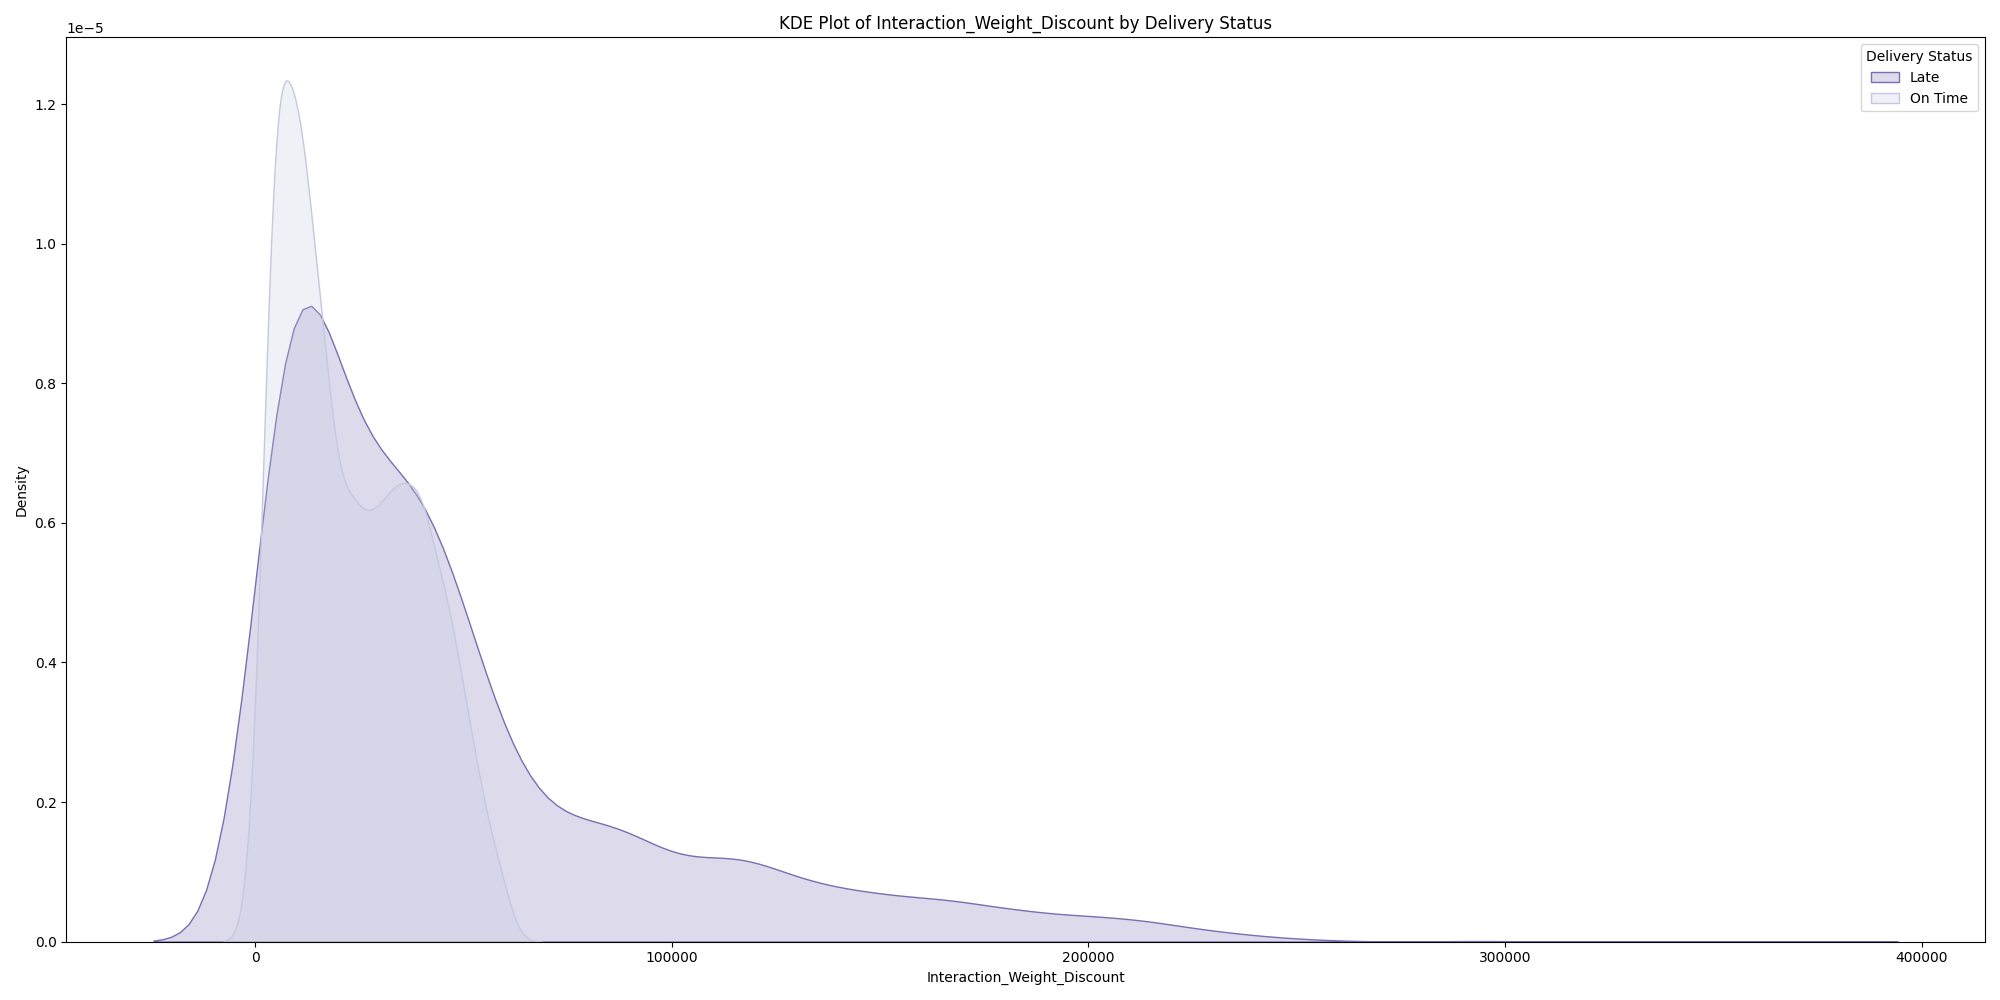 KDE Plot of Interaction_Weight_Discount by Delivery Status
1e−5
Delivery Status
Late
On Time
1.2
1.0
0.8
0.6
0.4
0.2
0.0
Density
0
100000
200000
300000
400000
Interaction_Weight_Discount